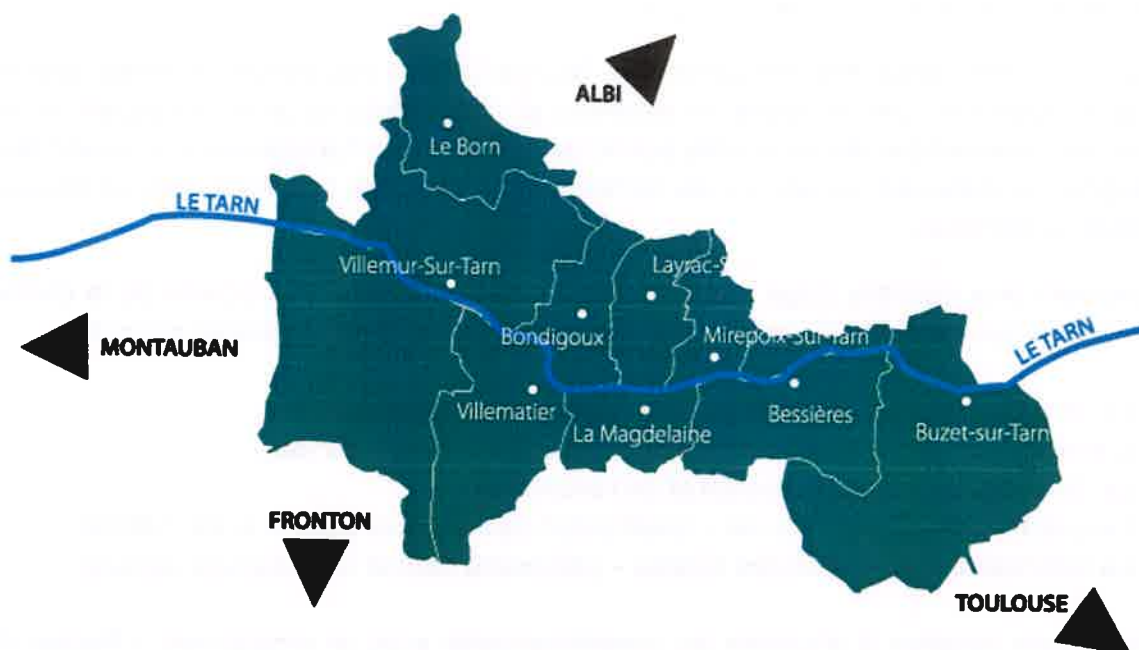 ALBI
Le Born
LE TARN
Villemur-Sur-Tarn
Layrac-S
MONTAUBAN
Bondigoux
Mirepoix-Sur-Tarn
LE TARN
Villematier
La Magdelaine
Bessières
Buzet-sur-Tarn
FRONTON
TOULOUSE